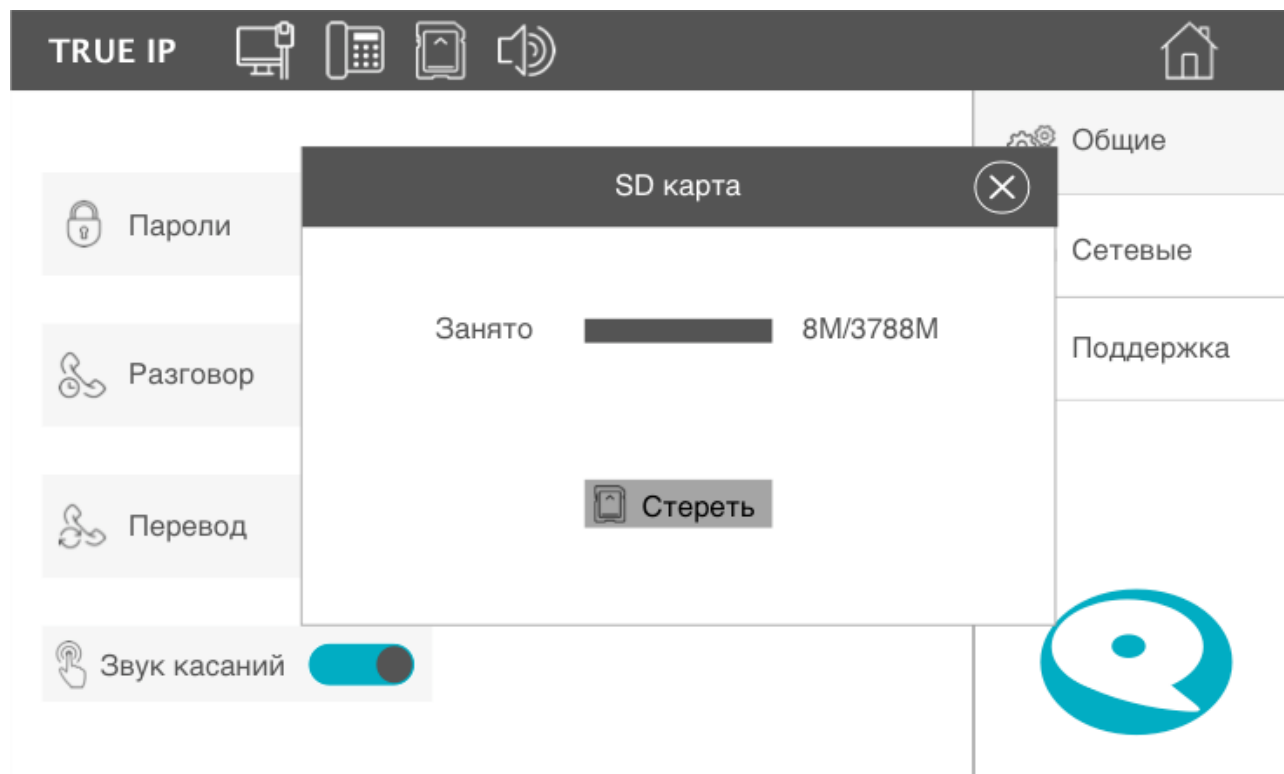 TRUE IP
Общие
SD карта
Пароли
Сетевые
Занято 8M/3788M
Поддержка
Разговор
Стереть
Перевод
Звук касаний